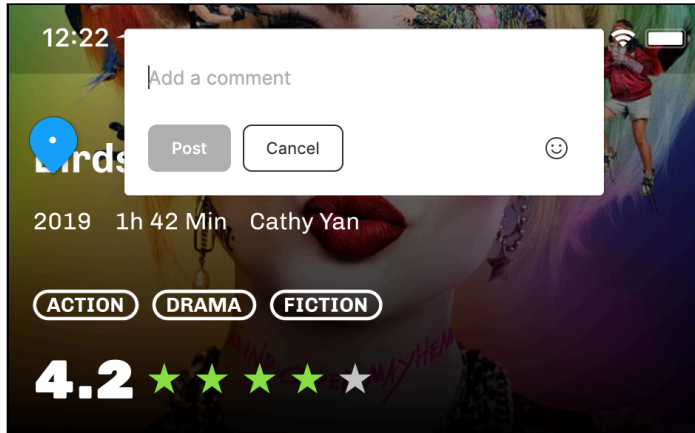 12:22
Add a comment
Post Cancel
2019 1h 42 Min Cathy Yan
ACTION DRAMA FICTION
4.2